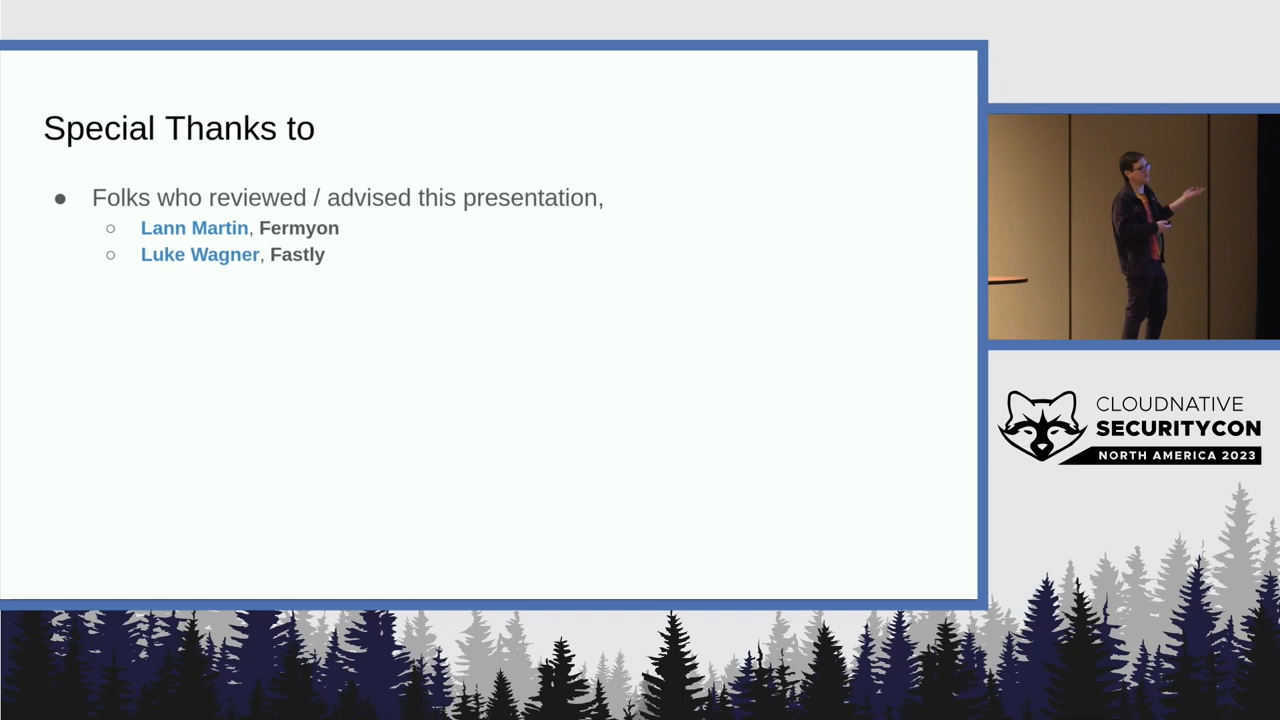 Special Thanks to
● Folks who reviewed / advised this presentation,
○ Lann Martin, Fermyon
○ Luke Wagner, Fastly
CLOUDNATIVE
SECURITYCON
NORTH AMERICA 2023